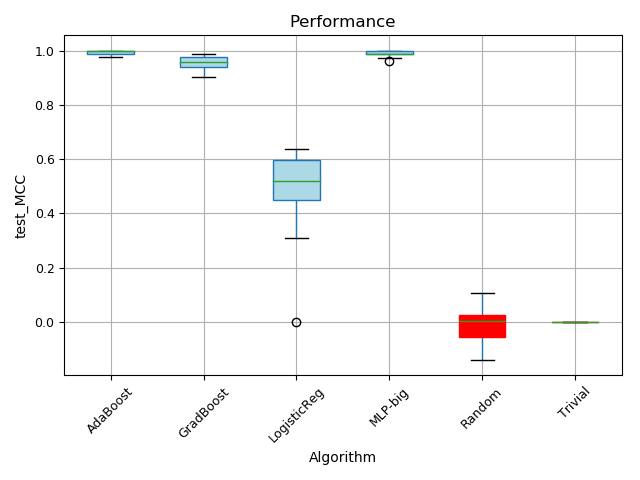 Performance
1.0
0.8
0.6
0.4
0.2
0.0
test_MCC
AdaBoost
GradBoost
LogisticReg
MLP-big
Random
Trivial
Algorithm